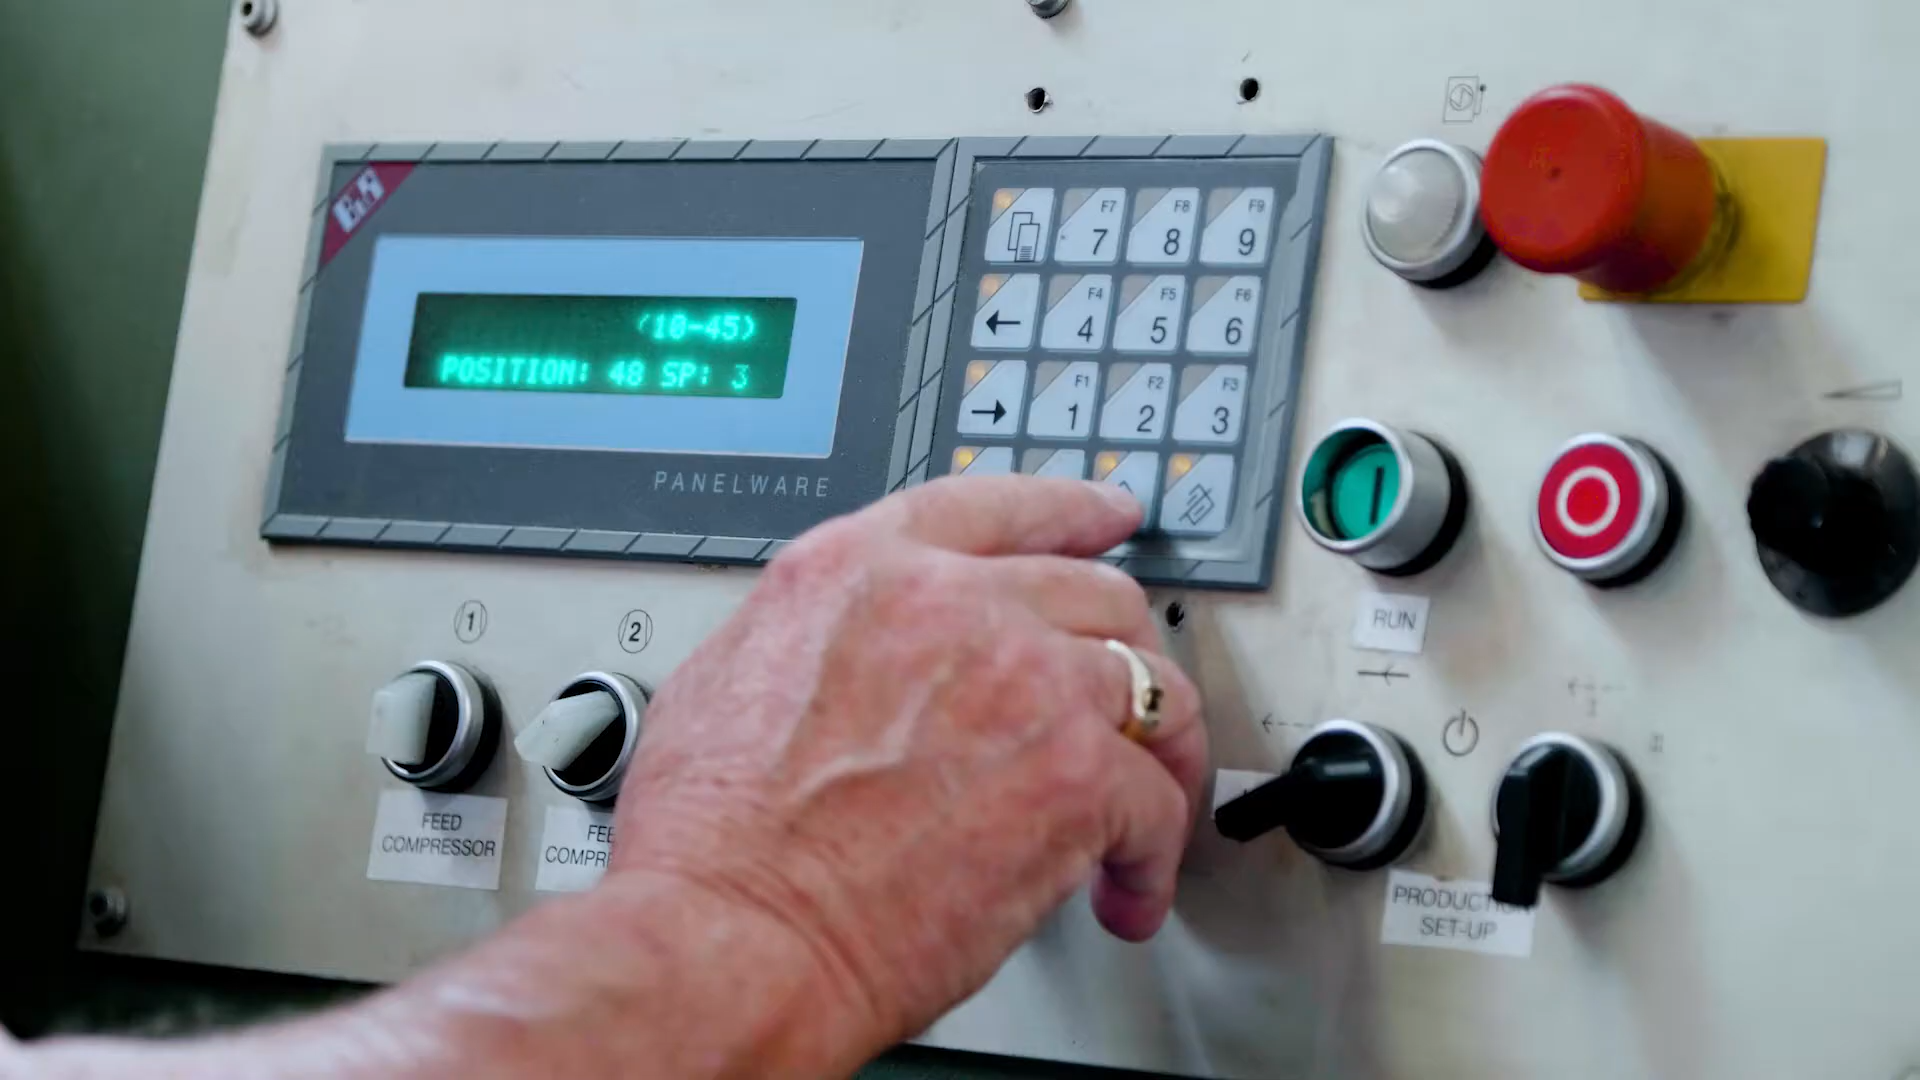 B&R
(10-45)
POSITION: 48 SP: 3
PANELWARE
F7
7
F8
8
F9
9
F4
4
F5
5
F6
6
F1
1
F2
2
F3
3
RUN
1
2
FEED
COMPRESSOR
PRODUCTION
SET-UP